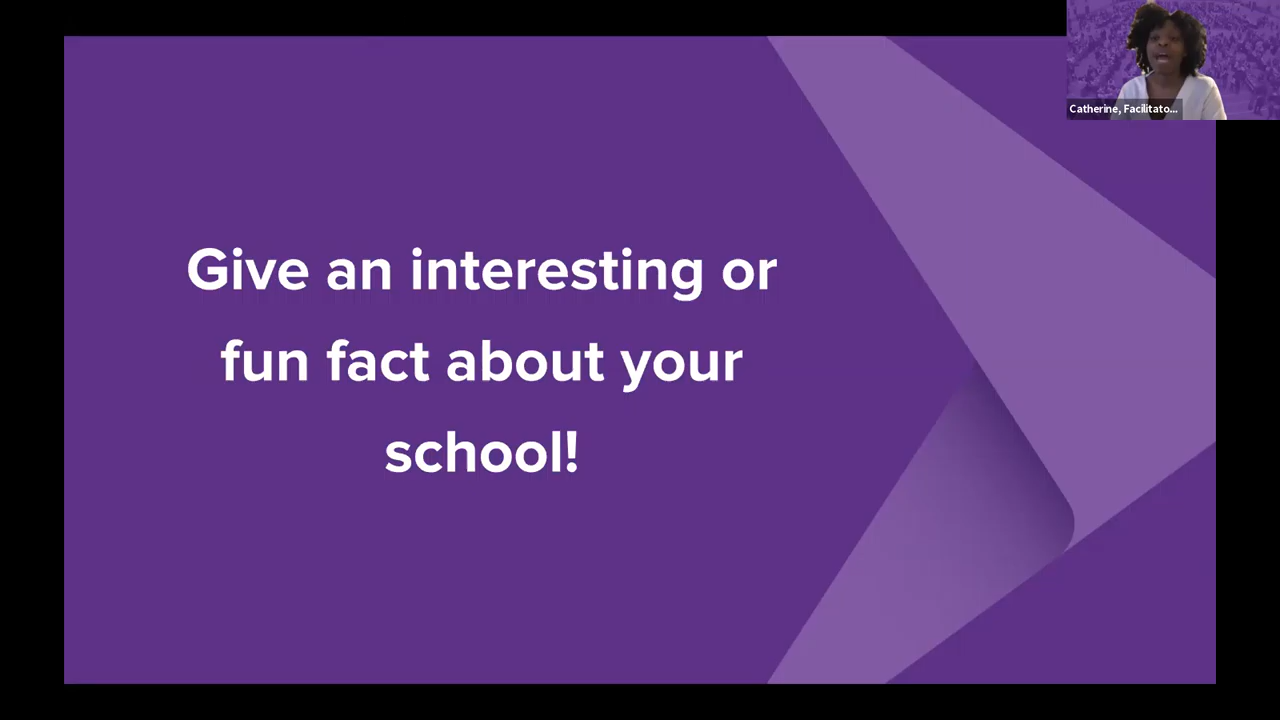 Give an interesting or
fun fact about your
school!
Catherine, Facilitato...